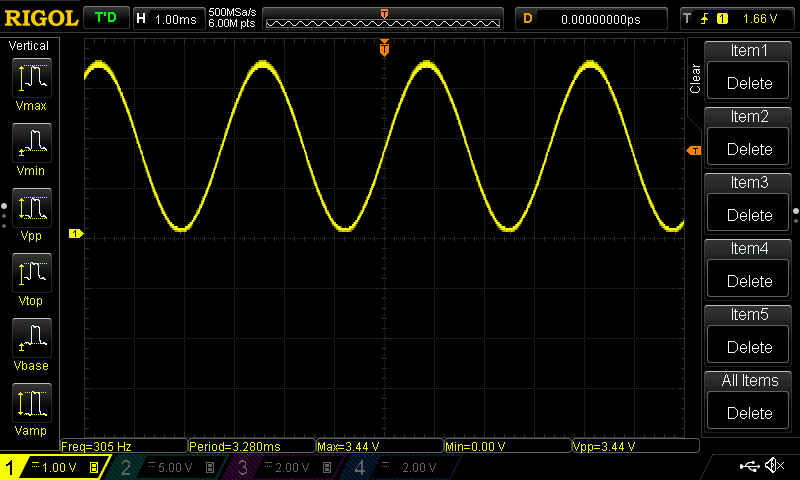 RIGOL T'D H 1.00ms 500MSa/s 6.00M pts T D 0.00000000ps T 1 1.66 V
Vertical
Vmax
Vmin
Vpp
Vtop
Vbase
Vamp
T
1
T
Clear
Item1
Delete
Item2
Delete
Item3
Delete
Item4
Delete
Item5
Delete
All Items
Delete
Freq=305 Hz Period=3.280ms Max=3.44 V Min=0.00 V Vpp=3.44 V
1 1.00 V B 2 5.00 V B 3 2.00 V B 4 2.00 V